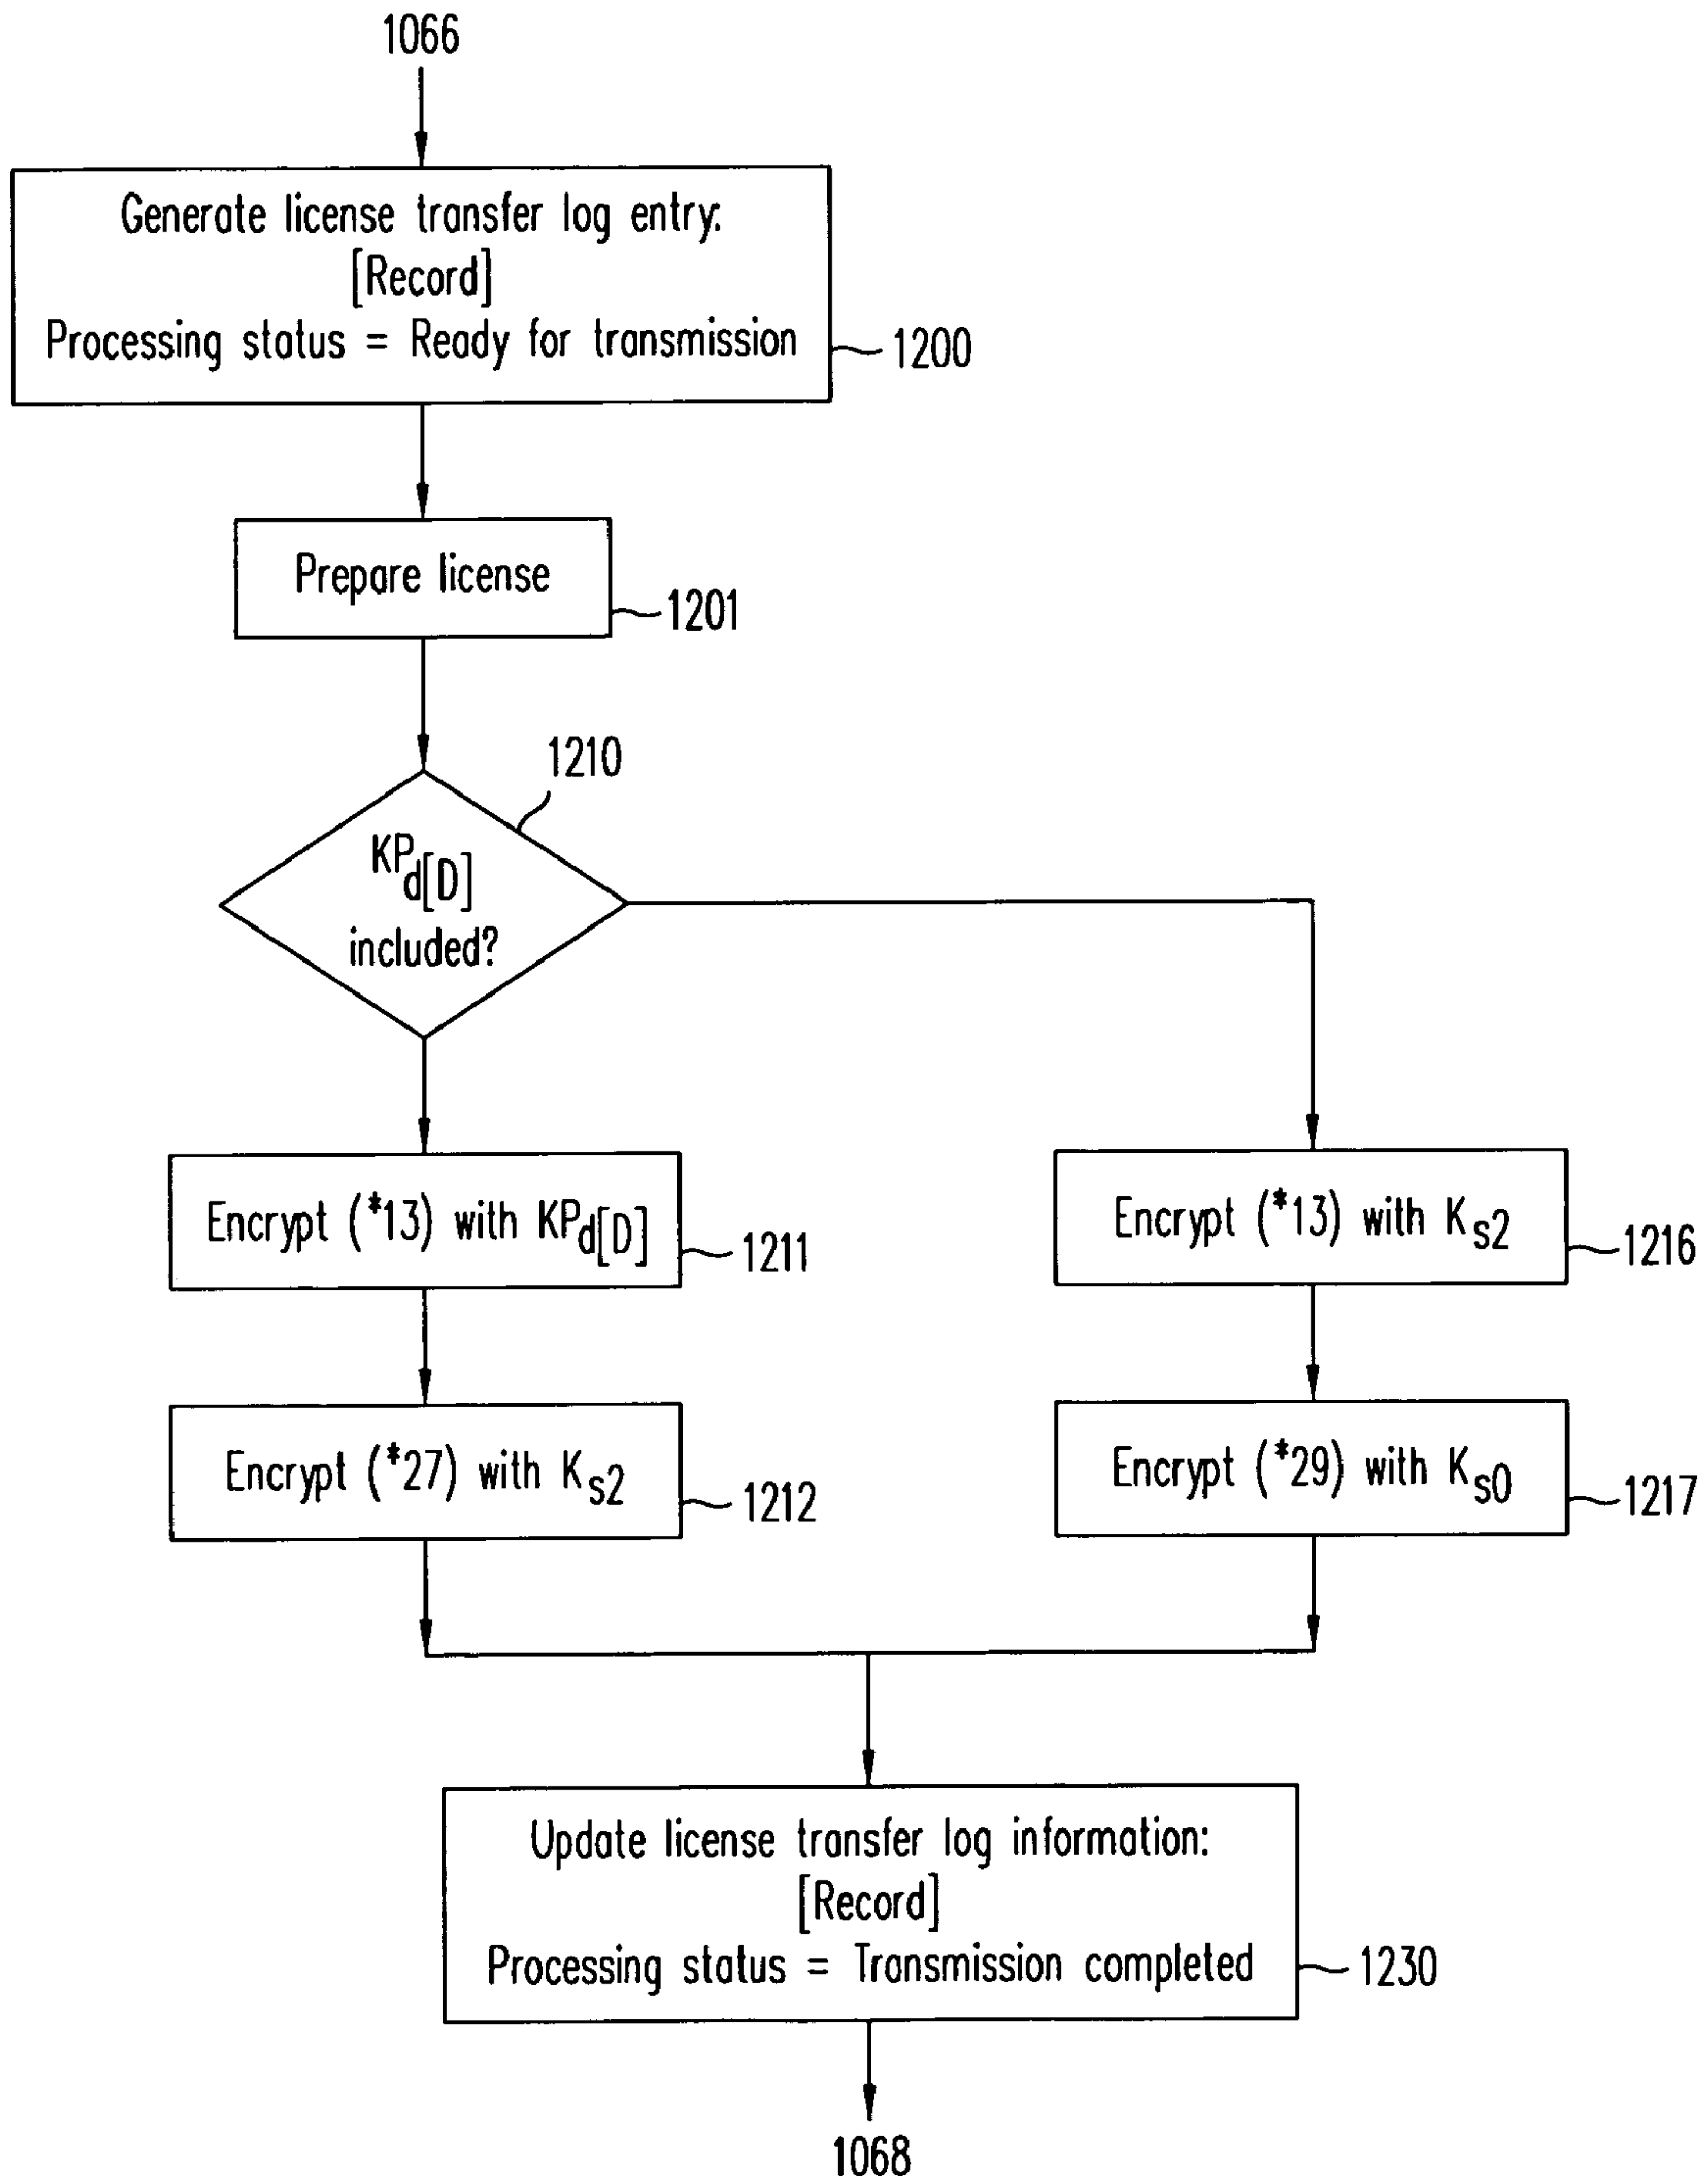 1066
Generate license transfer log entry:
[Record]
Processing status = Ready for transmission
1200
Prepare license
1201
1210
KPd[D]
included?
Encrypt (*13) with KPd[D]
1211
Encrypt (*13) with Ks2
1216
Encrypt (*27) with Ks2
1212
Encrypt (*29) with Ks0
1217
Update license transfer log information:
[Record]
Processing status = Transmission completed
1230
1068